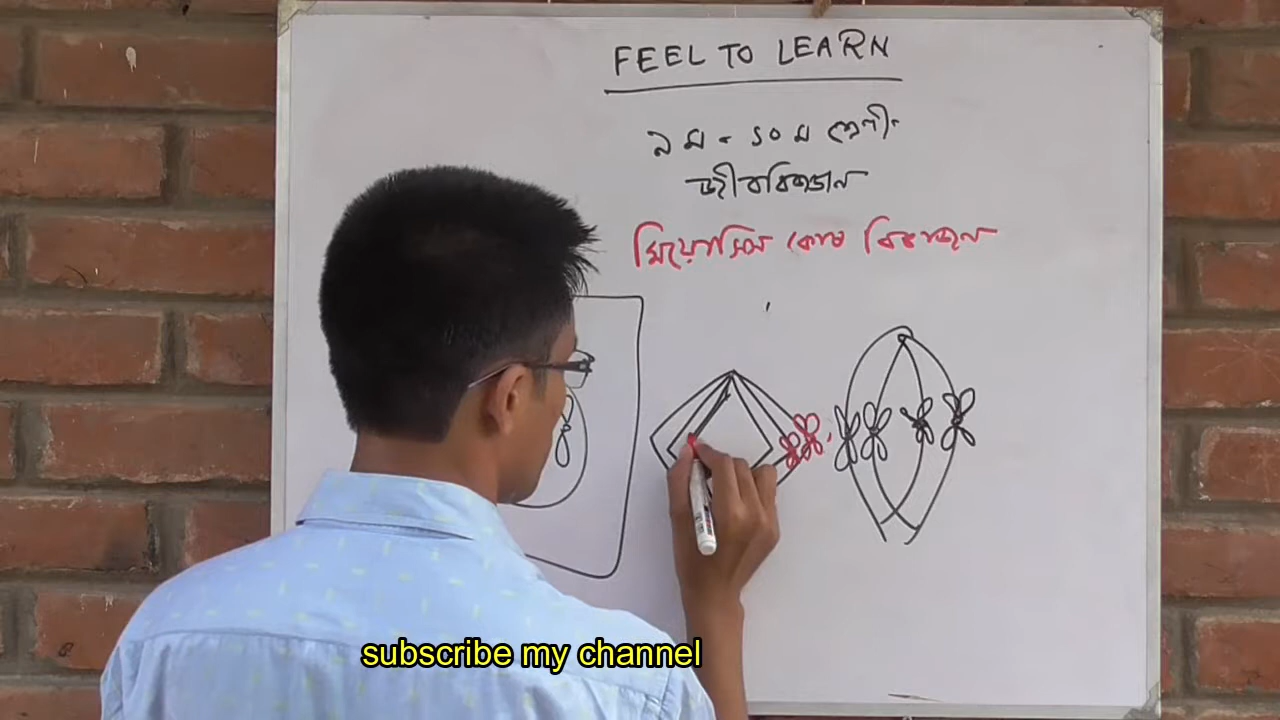 FEEL TO LEARN
৯ম - ১০ম শ্রেণী
জীববিজ্ঞান
মিয়োসিস কোষ বিভাজন
subscribe my channel